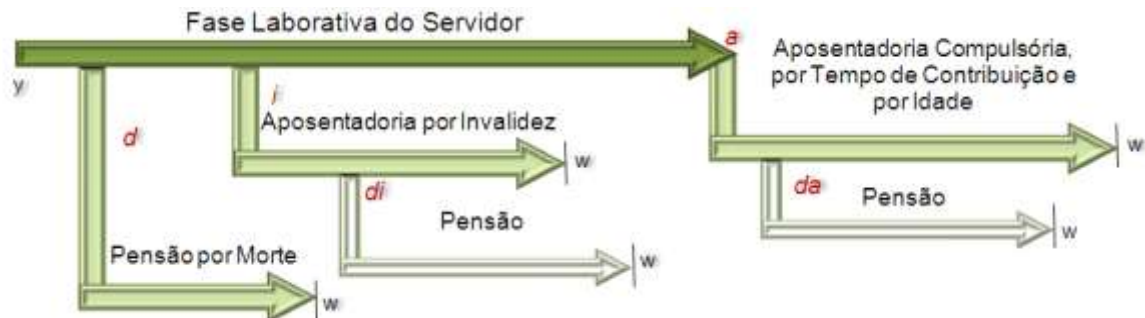 Fase Laborativa do Servidor
a
Aposentadoria Compulsória,
por Tempo de Contribuição e
por Idade
y
i
d
Aposentadoria por Invalidez
w
w
di
da
Pensão
Pensão
w
w
Pensão por Morte
w